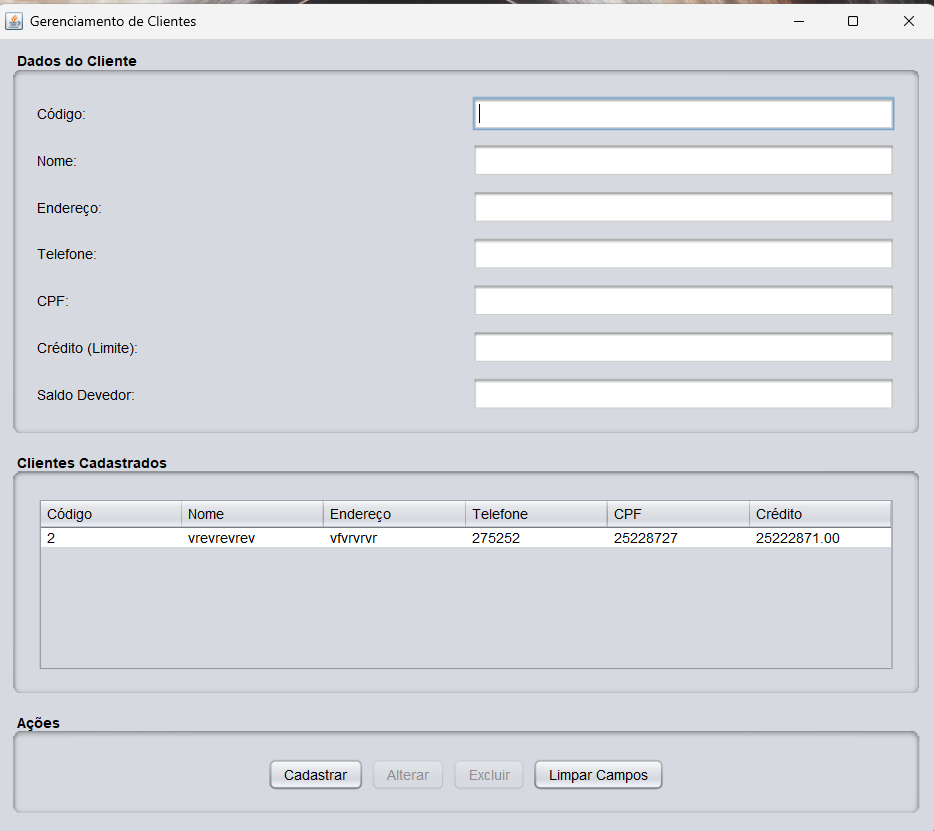 Gerenciamento de Clientes
Dados do Cliente
Código:
Nome:
Endereço:
Telefone:
CPF:
Crédito (Limite):
Saldo Devedor:
Clientes Cadastrados
Código Nome Endereço Telefone CPF Crédito
2 vrevrevrev vfvrvrvr 275252 25228727 25222871.00
Ações
Cadastrar Alterar Excluir Limpar Campos